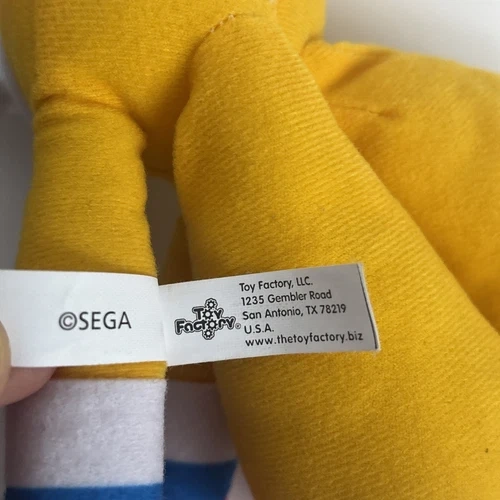 ©SEGA
Toy
Factory®
Toy Factory, LLC.
1235 Gembler Road
San Antonio, TX 78219
U.S.A.
www.thetoyfactory.biz